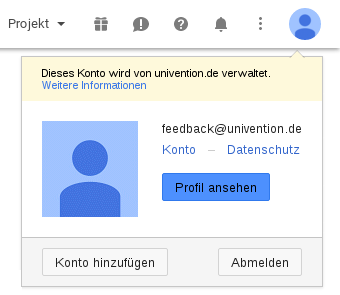 Projekt
Dieses Konto wird von univention.de verwaltet.
Weitere Informationen
feedback@univention.de
Konto – Datenschutz
Profil ansehen
Konto hinzufügen Abmelden